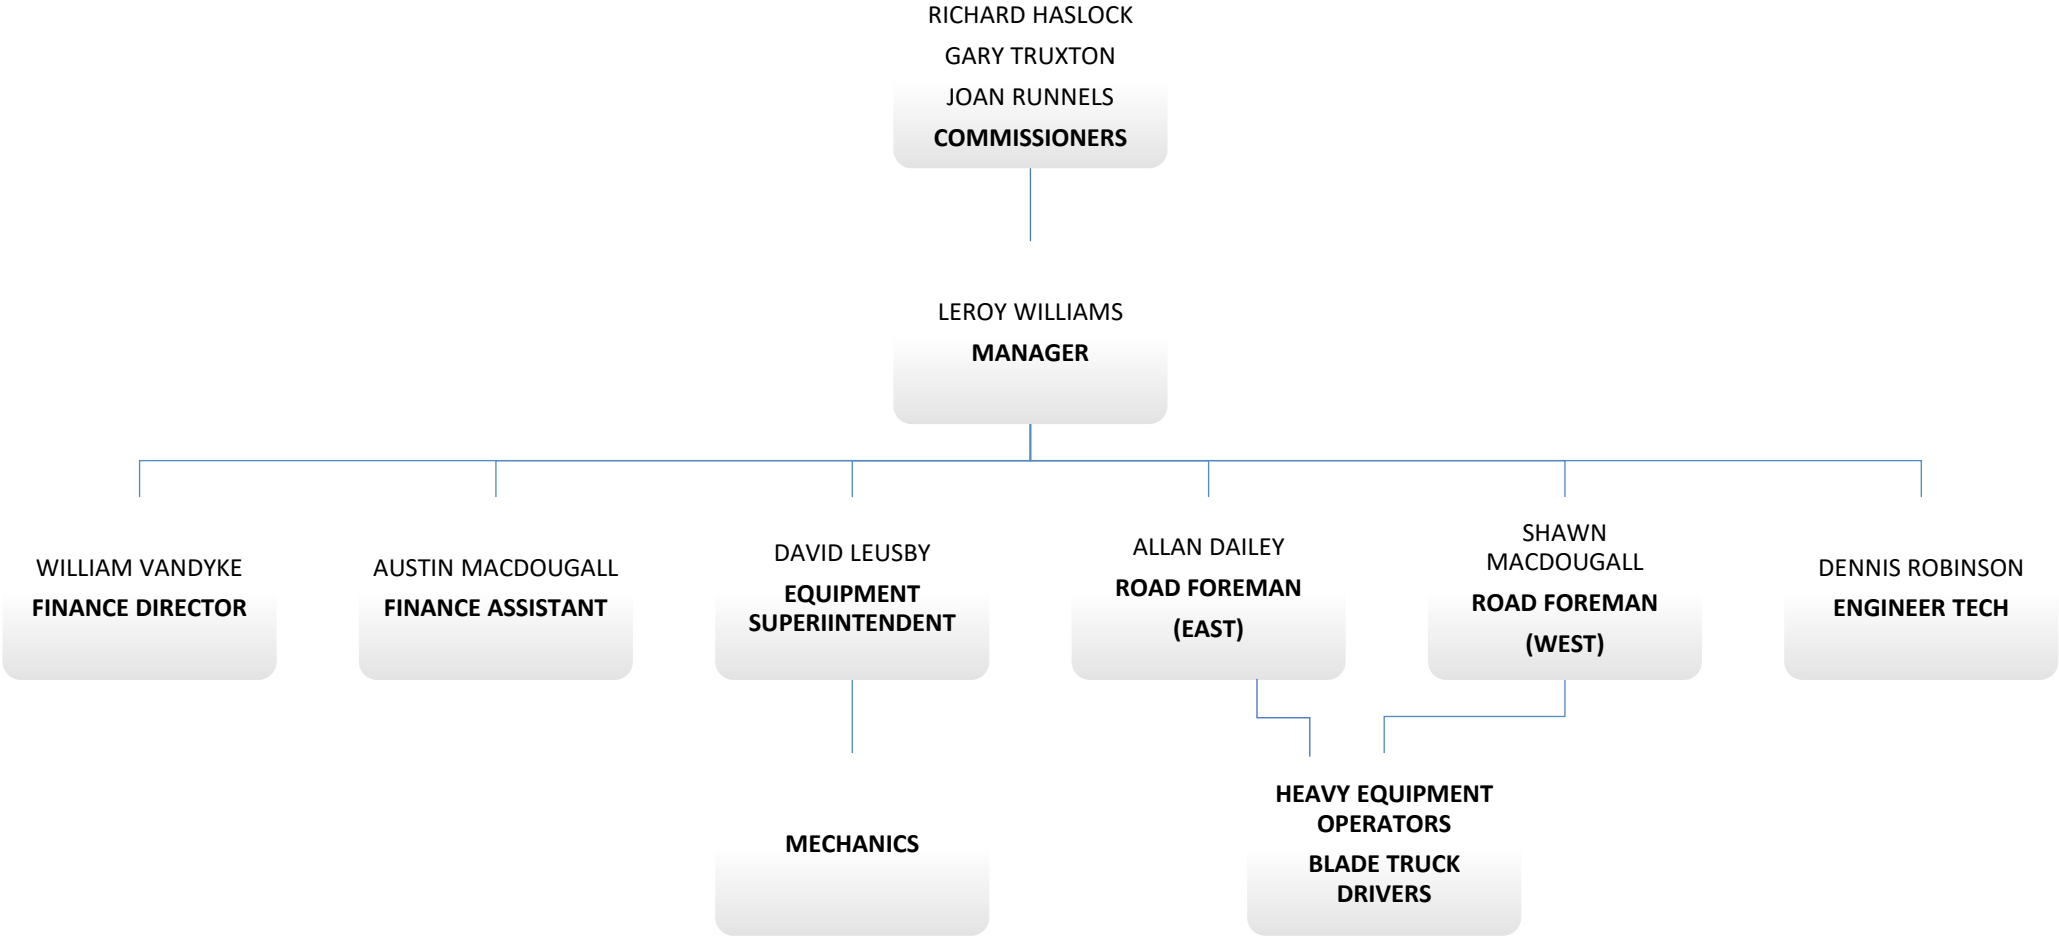 RICHARD HASLOCK
GARY TRUXTON
JOAN RUNNELS
COMMISSIONERS
LEROY WILLIAMS
MANAGER
WILLIAM VANDYKE
FINANCE DIRECTOR
AUSTIN MACDOUGALL
FINANCE ASSISTANT
DAVID LEUSBY
EQUIPMENT
SUPERIINTENDENT
ALLAN DAILEY
ROAD FOREMAN
(EAST)
SHAWN
MACDOUGALL
ROAD FOREMAN
(WEST)
DENNIS ROBINSON
ENGINEER TECH
MECHANICS
HEAVY EQUIPMENT
OPERATORS
BLADE TRUCK
DRIVERS